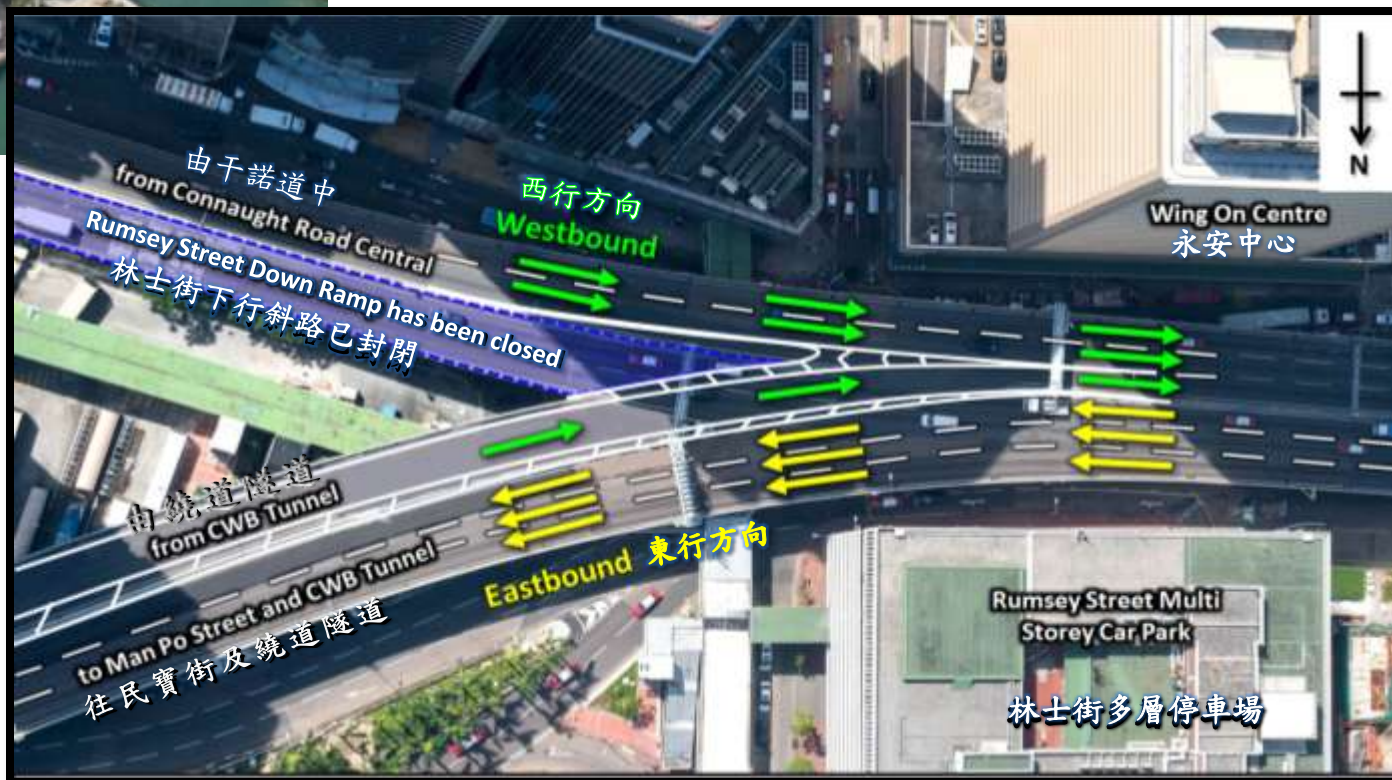 由干諾道中
from Connaught Road Central
西行方向
Westbound
N
Wing On Centre
永安中心
Rumsey Street Down Ramp has been closed
林士街下行斜路已封閉
由繞道隧道
from CWB Tunnel
to Man Po Street and CWB Tunnel
往民寶街及繞道隧道
Eastbound 東行方向
Rumsey Street Multi
Storey Car Park
林士街多層停車場